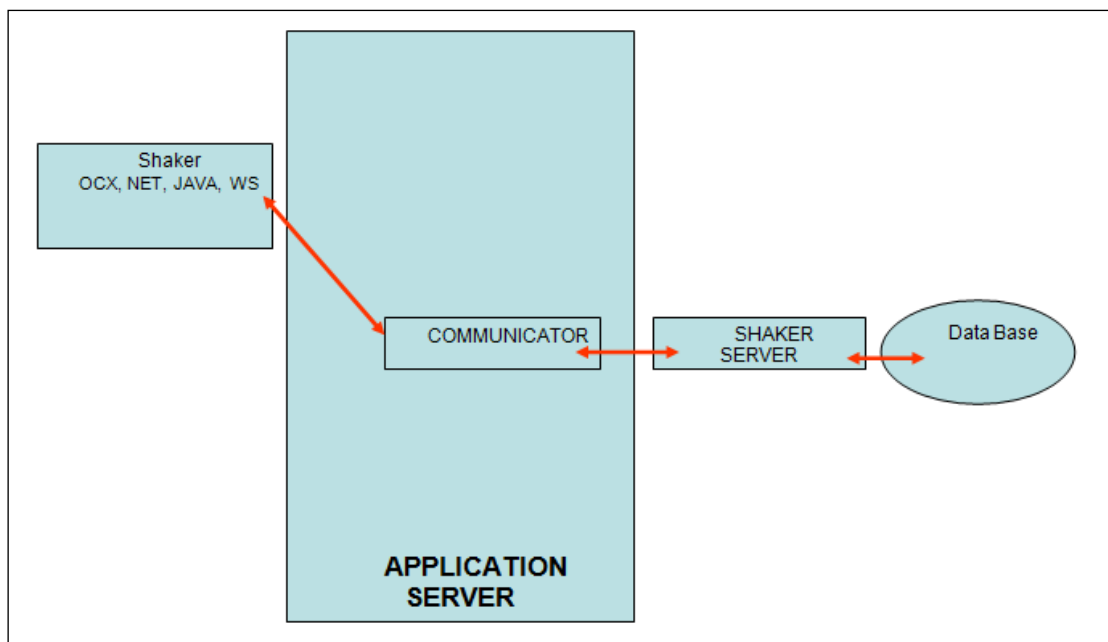 Shaker
OCX, NET, JAVA, WS
COMMUNICATOR
SHAKER
SERVER
Data Base
APPLICATION
SERVER